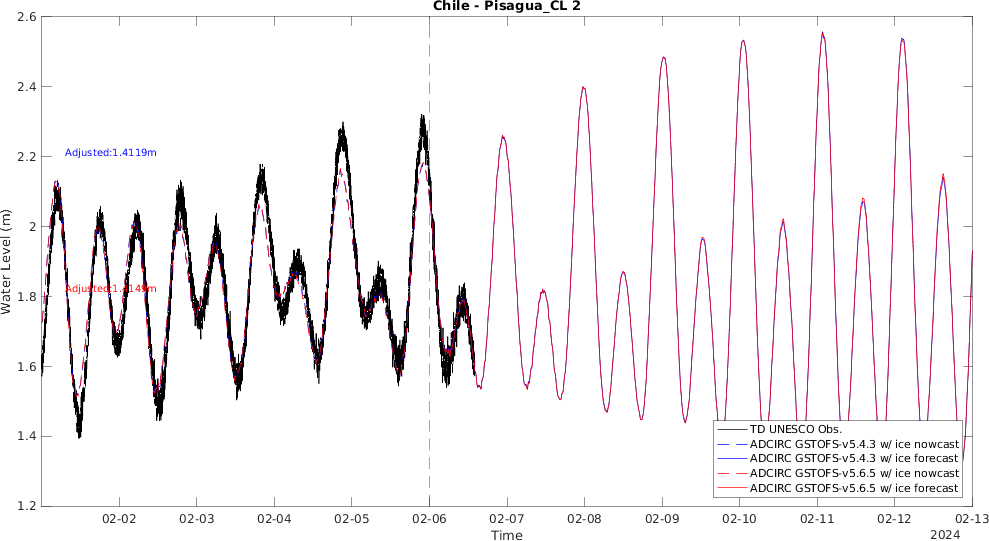 Chile - Pisagua_CL 2
2.6
2.4
2.2
2
1.8
1.6
1.4
1.2
Water Level (m)
Adjusted:1.4119m
Adjusted:1.4149m
TD UNESCO Obs.
ADCIRC GSTOFS-v5.4.3 w/ ice nowcast
ADCIRC GSTOFS-v5.4.3 w/ ice forecast
ADCIRC GSTOFS-v5.6.5 w/ ice nowcast
ADCIRC GSTOFS-v5.6.5 w/ ice forecast
02-02 02-03 02-04 02-05 02-06 02-07 02-08 02-09 02-10 02-11 02-12 02-13
Time
2024